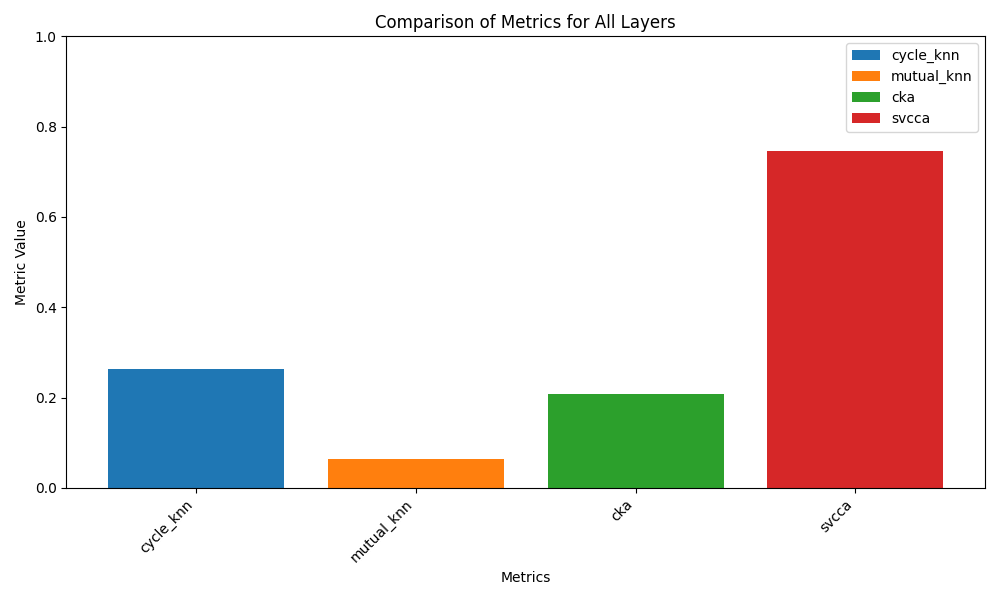 Comparison of Metrics for All Layers
1.0
0.8
0.6
0.4
0.2
0.0
Metric Value
cycle_knn
mutual_knn
cka
svcca
cycle_knn
mutual_knn
cka
svcca
Metrics